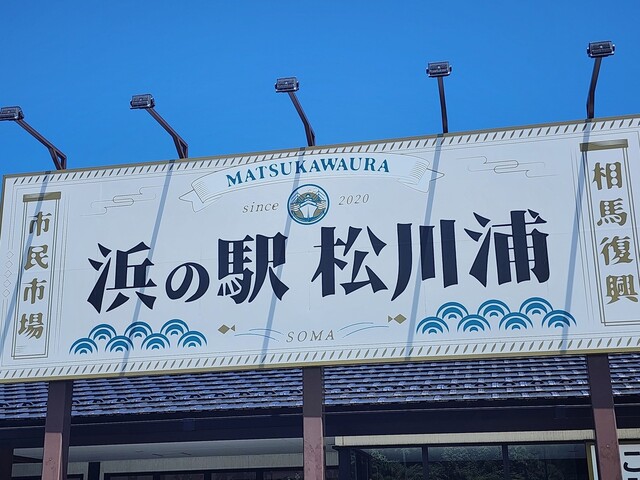 MATSUKAWAURA
since 2020
浜の駅 松川浦
SOMA
市民市場
相馬復興